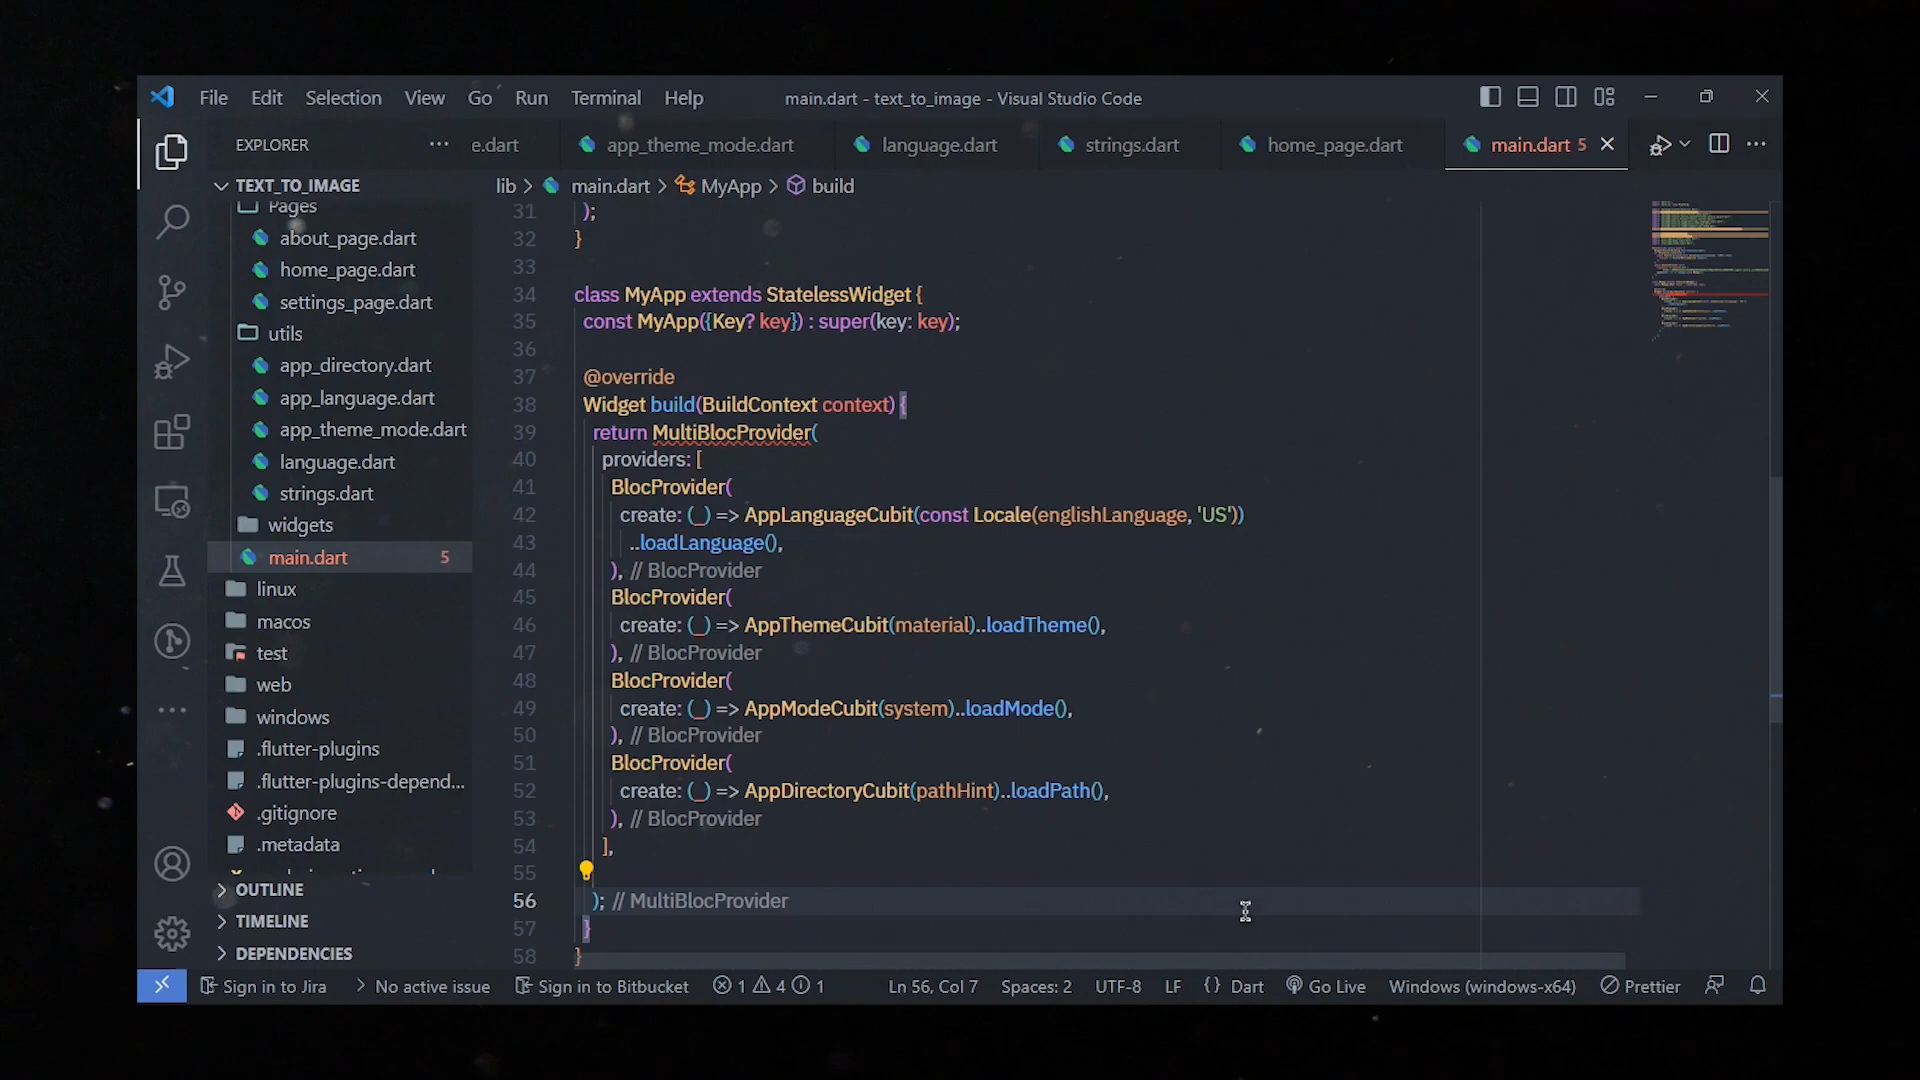 File Edit Selection View Go Run Terminal Help main.dart - text_to_image - Visual Studio Code
EXPLORER ··· e.dart app_theme_mode.dart language.dart strings.dart home_page.dart main.dart 5
TEXT_TO_IMAGE
Pages
about_page.dart
home_page.dart
settings_page.dart
utils
app_directory.dart
app_language.dart
app_theme_mode.dart
language.dart
strings.dart
widgets
main.dart 5
linux
macos
test
web
windows
.flutter-plugins
.flutter-plugins-depend...
.gitignore
.metadata
OUTLINE
TIMELINE
DEPENDENCIES
lib > main.dart > MyApp > build
31 );
32 }
33
34 class MyApp extends StatelessWidget {
35 const MyApp({Key? key}) : super(key: key);
36
37 @override
38 Widget build(BuildContext context) {
39 return MultiBlocProvider(
40 providers: [
41 BlocProvider(
42 create: (_) => AppLanguageCubit(const Locale(englishLanguage, 'US'))
43 ..loadLanguage(),
44 ), // BlocProvider
45 BlocProvider(
46 create: (_) => AppThemeCubit(material)..loadTheme(),
47 ), // BlocProvider
48 BlocProvider(
49 create: (_) => AppModeCubit(system)..loadMode(),
50 ), // BlocProvider
51 BlocProvider(
52 create: (_) => AppDirectoryCubit(pathHint)..loadPath(),
53 ), // BlocProvider
54 ],
55
56 ); // MultiBlocProvider
57 }
58 }
Sign in to Jira > No active issue Sign in to Bitbucket 1 4 1 Ln 56, Col 7 Spaces: 2 UTF-8 LF {} Dart Go Live Windows (windows-x64) Prettier